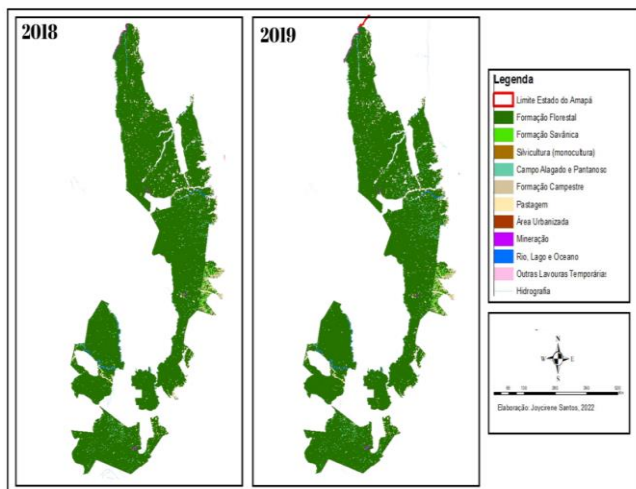 2018
2019
Legenda
Limite Estado do Amapá
Formação Florestal
Formação Savânica
Silvicultura (monocultura)
Campo Alagado e Pantanoso
Formação Campestre
Pastagem
Área Urbanizada
Mineração
Rio, Lago e Oceano
Outras Lavouras Temporárias
Hidrografia
N
W E
S
Elaboração: Joycirene Santos, 2022